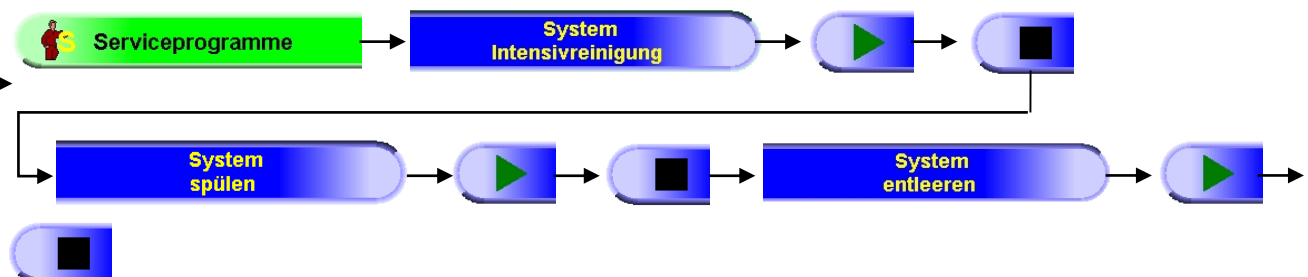 S Serviceprogramme
System
Intensivreinigung
System
spülen
System
entleeren